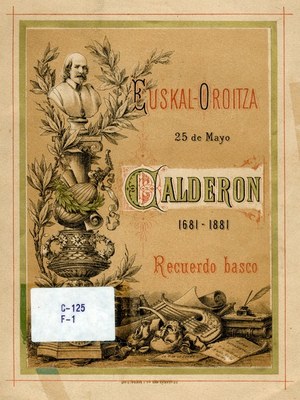 EUSKAL-OROITZA
25 de Mayo
CALDERON
1681 - 1881
Recuerdo basco
C-125
F-1